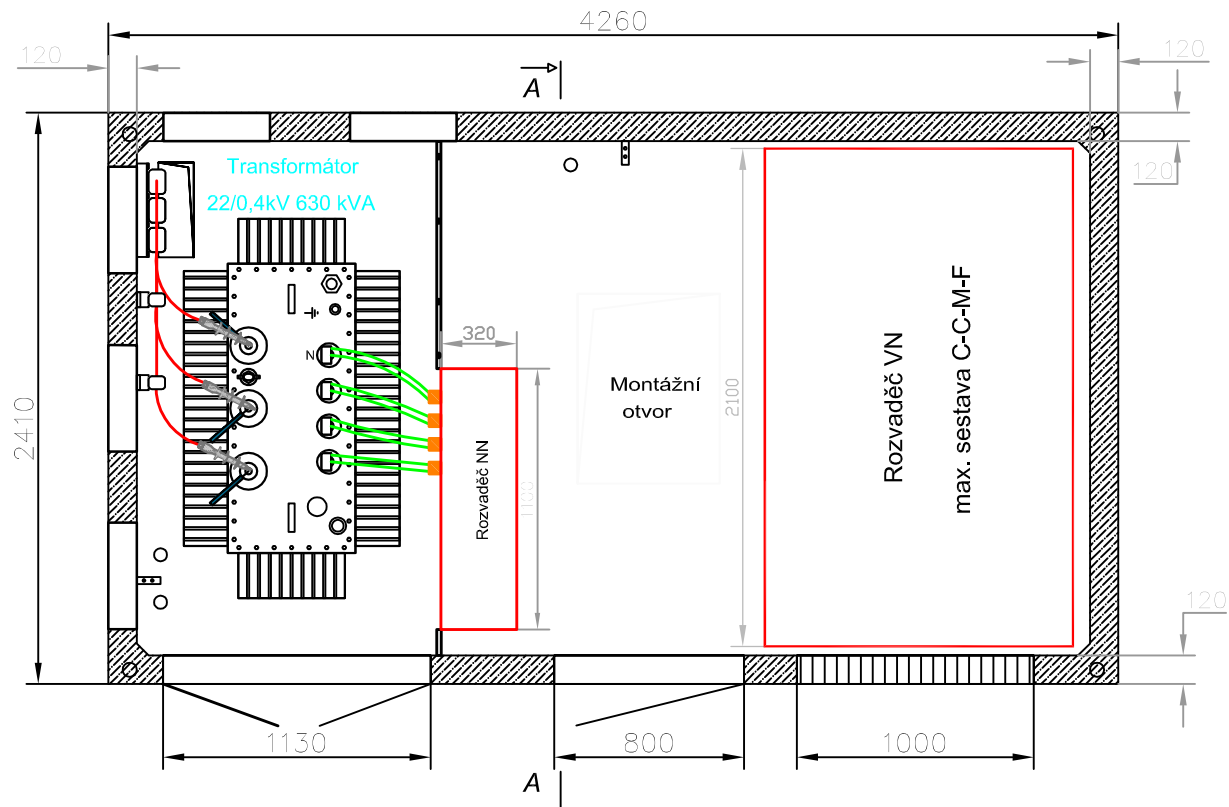 4260
120
120
A
120
Transformátor
22/0,4kV 630 kVA
320
N
Montážní
otvor
2100
Rozvaděč VN
max. sestava C-C-M-F
2410
Rozvaděč NN
1100
120
1130
800
1000
A